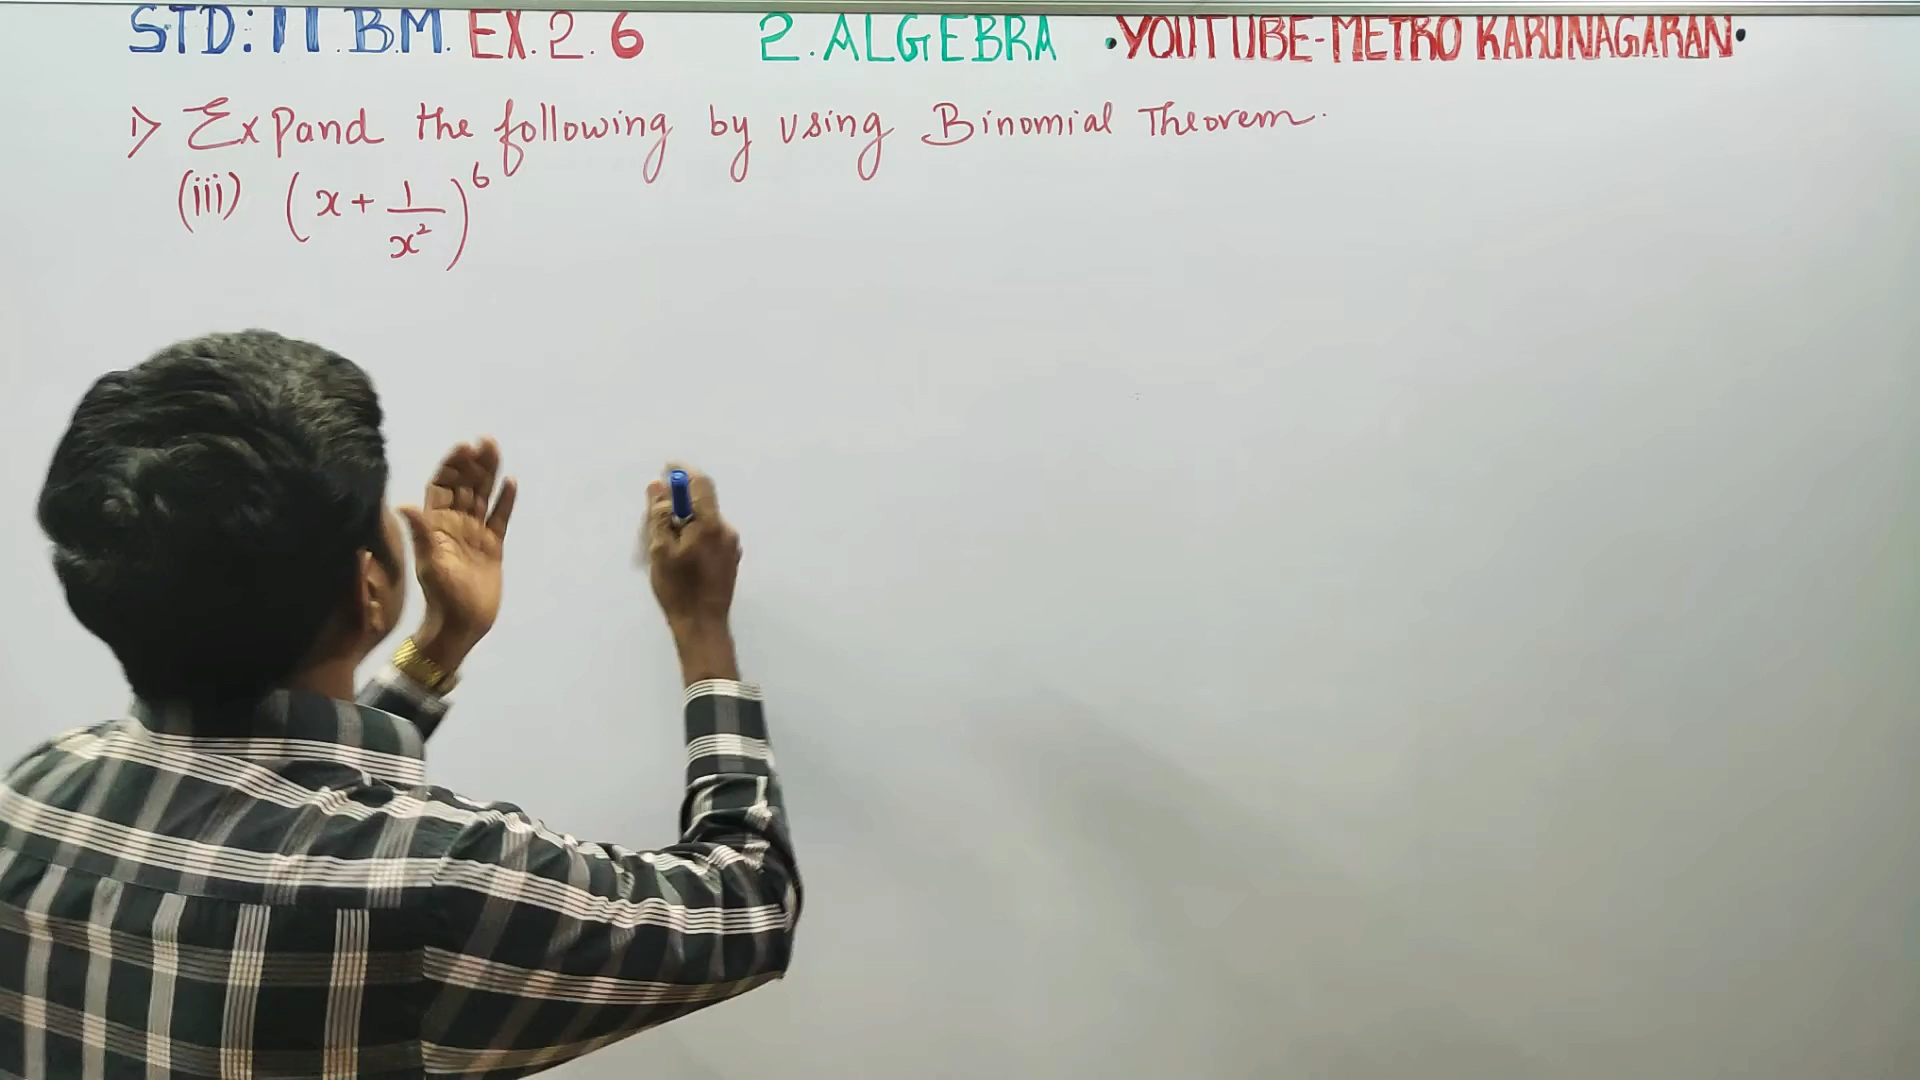 STD: 11.B.M. EX. 2.6 2. ALGEBRA •YOUTUBE-METRO KARUNAGARAN•
1) Expand the following by using Binomial Theorem.
(iii) (x + 1/x²)⁶